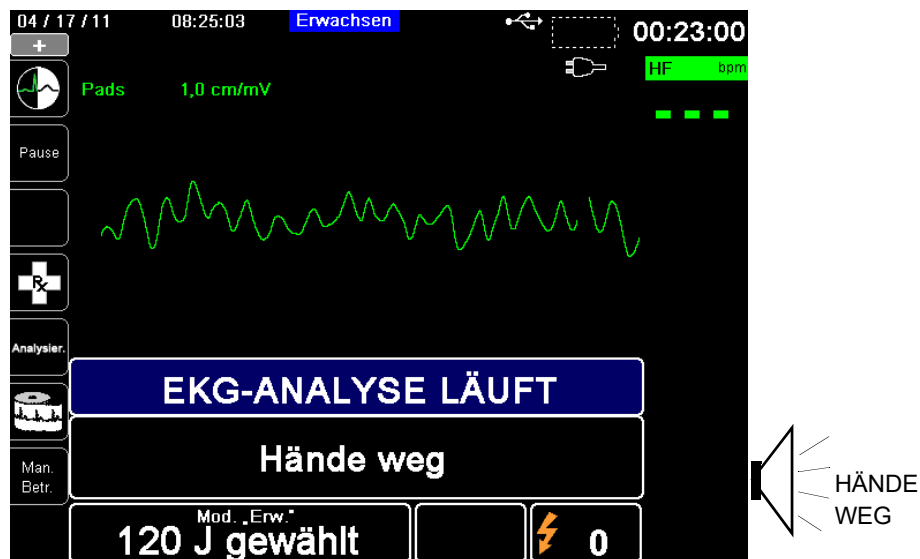 04 / 17 / 11 08:25:03 Erwachsen 00:23:00
+
HF bpm
Pads 1,0 cm/mV
- - -
Pause
Rx
Analysier.
EKG-ANALYSE LÄUFT
Hände weg
Man.
Betr.
HÄNDE
WEG
Mod. „Erw.“
120 J gewählt
0